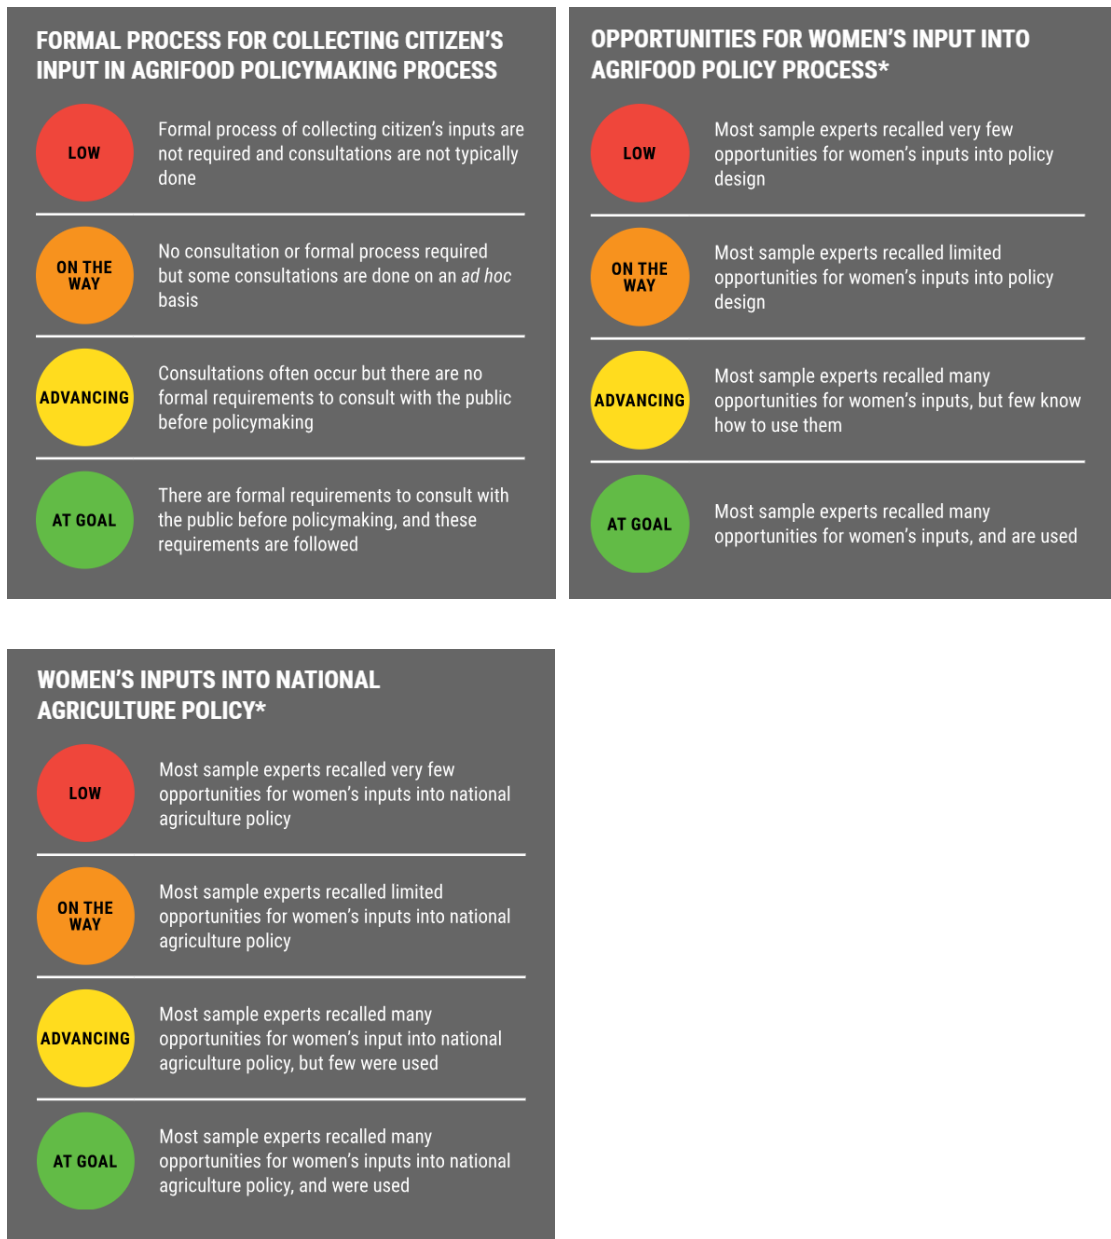 FORMAL PROCESS FOR COLLECTING CITIZEN'S
INPUT IN AGRIFOOD POLICYMAKING PROCESS
LOW
Formal process of collecting citizen's inputs are
not required and consultations are not typically
done
ON THE
WAY
No consultation or formal process required
but some consultations are done on an ad hoc
basis
ADVANCING
Consultations often occur but there are no
formal requirements to consult with the public
before policymaking
AT GOAL
There are formal requirements to consult with
the public before policymaking, and these
requirements are followed
OPPORTUNITIES FOR WOMEN'S INPUT INTO
AGRIFOOD POLICY PROCESS*
LOW
Most sample experts recalled very few
opportunities for women's inputs into policy
design
ON THE
WAY
Most sample experts recalled limited
opportunities for women's inputs into policy
design
ADVANCING
Most sample experts recalled many
opportunities for women's inputs, but few know
how to use them
AT GOAL
Most sample experts recalled many
opportunities for women's inputs, and are used
WOMEN'S INPUTS INTO NATIONAL
AGRICULTURE POLICY*
LOW
Most sample experts recalled very few
opportunities for women's inputs into national
agriculture policy
ON THE
WAY
Most sample experts recalled limited
opportunities for women's inputs into national
agriculture policy
ADVANCING
Most sample experts recalled many
opportunities for women's input into national
agriculture policy, but few were used
AT GOAL
Most sample experts recalled many
opportunities for women's inputs into national
agriculture policy, and were used